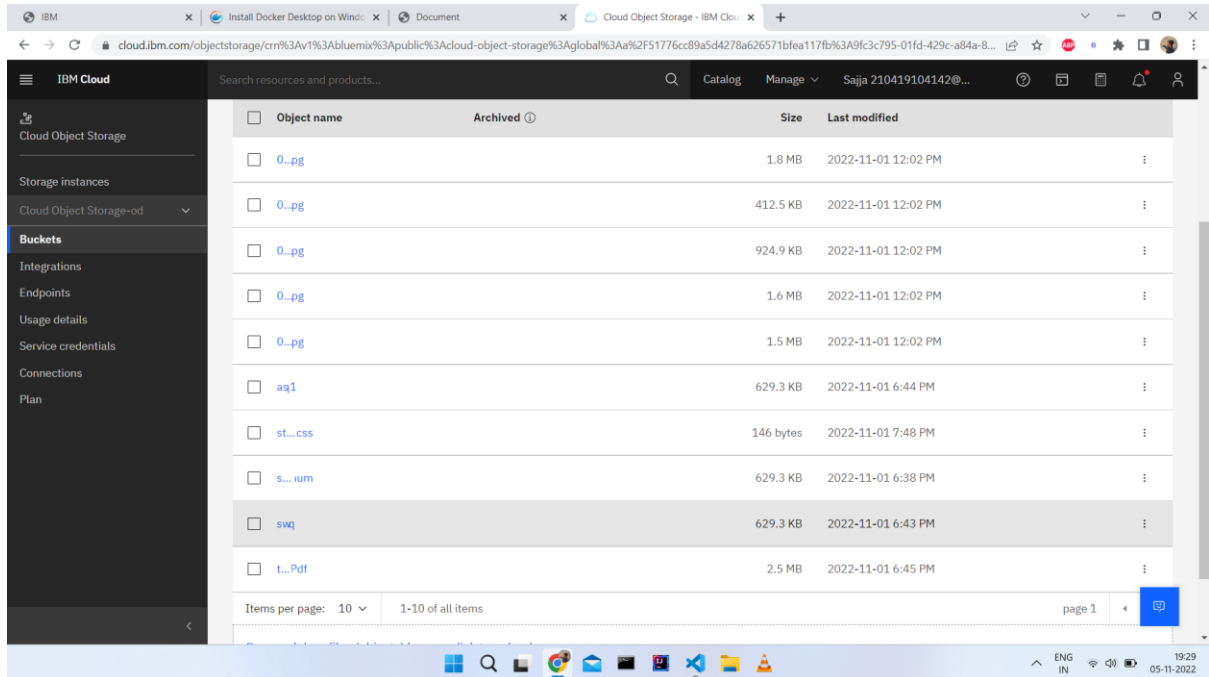 IBM
Install Docker Desktop on Windo
Document
Cloud Object Storage - IBM Clou
cloud.ibm.com/objectstorage/crn%3Av1%3Abluemix%3Apublic%3Acloud-object-storage%3Aglobal%3Aa%2F51776cc89a5d4278a626571bfea117fb%3A9fc3c795-01fd-429c-a84a-8...
ABP
IBM Cloud
Search resources and products...
Catalog
Manage
Sajja 210419104142@...
Cloud Object Storage
Storage instances
Cloud Object Storage-od
Buckets
Integrations
Endpoints
Usage details
Service credentials
Connections
Plan
Object name Archived Size Last modified
0...pg 1.8 MB 2022-11-01 12:02 PM
0...pg 412.5 KB 2022-11-01 12:02 PM
0...pg 924.9 KB 2022-11-01 12:02 PM
0...pg 1.6 MB 2022-11-01 12:02 PM
0...pg 1.5 MB 2022-11-01 12:02 PM
asq1 629.3 KB 2022-11-01 6:44 PM
st...css 146 bytes 2022-11-01 7:48 PM
629.3 KB 2022-11-01 6:38 PM
swq 629.3 KB 2022-11-01 6:43 PM
t...Pdf 2.5 MB 2022-11-01 6:45 PM
Items per page: 10 1-10 of all items page 1
ENG
IN
19:29
05-11-2022